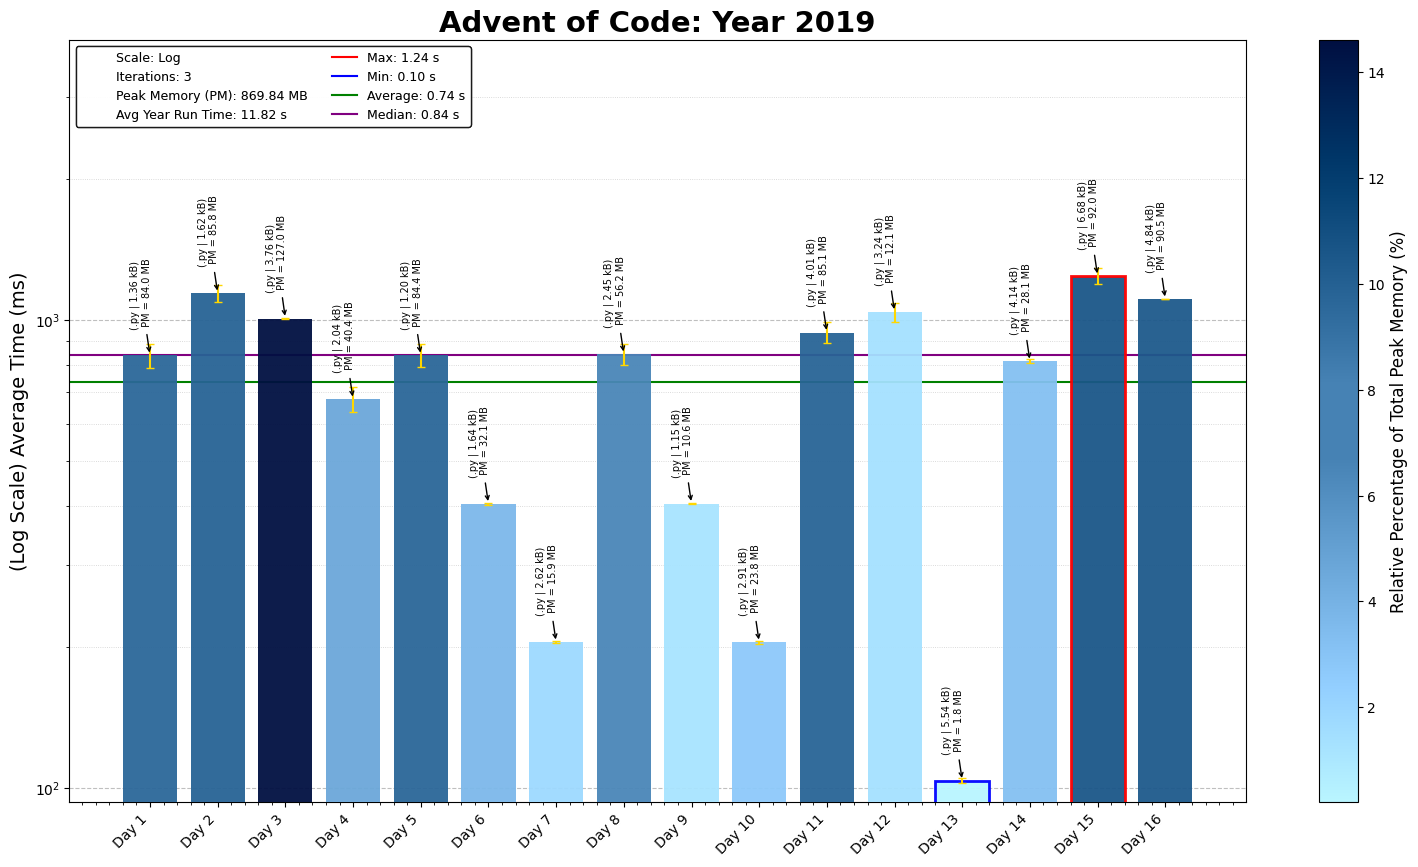 Advent of Code: Year 2019
Scale: Log
Iterations: 3
Peak Memory (PM): 869.84 MB
Avg Year Run Time: 11.82 s
Max: 1.24 s
Min: 0.10 s
Average: 0.74 s
Median: 0.84 s
(Log Scale) Average Time (ms)
10³
10²
(.py | 1.36 kB)
PM = 84.0 MB
(.py | 1.62 kB)
PM = 85.8 MB
(.py | 3.76 kB)
PM = 127.0 MB
(.py | 2.04 kB)
PM = 40.4 MB
(.py | 1.20 kB)
PM = 84.4 MB
(.py | 1.64 kB)
PM = 32.1 MB
(.py | 2.62 kB)
PM = 15.9 MB
(.py | 2.45 kB)
PM = 56.2 MB
(.py | 1.15 kB)
PM = 10.6 MB
(.py | 2.91 kB)
PM = 23.8 MB
(.py | 4.01 kB)
PM = 85.1 MB
(.py | 3.24 kB)
PM = 12.1 MB
(.py | 5.54 kB)
PM = 1.8 MB
(.py | 4.14 kB)
PM = 28.1 MB
(.py | 6.68 kB)
PM = 92.0 MB
(.py | 4.84 kB)
PM = 90.5 MB
Day 1
Day 2
Day 3
Day 4
Day 5
Day 6
Day 7
Day 8
Day 9
Day 10
Day 11
Day 12
Day 13
Day 14
Day 15
Day 16
14
12
10
8
6
4
2
Relative Percentage of Total Peak Memory (%)